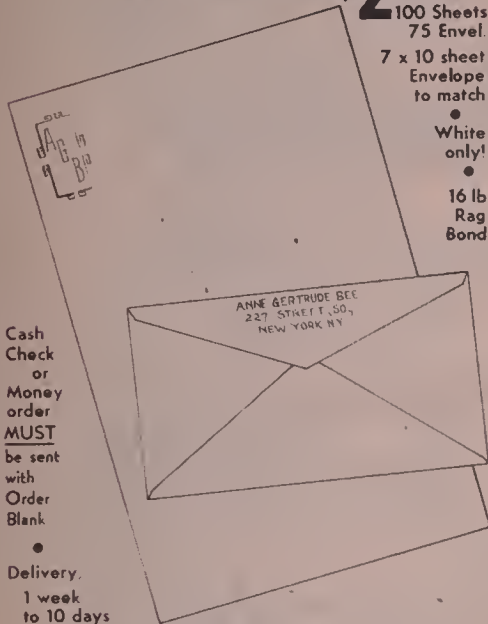 2
100 Sheets
75 Envel.
7 x 10 sheet
Envelope
to match
White
only!
16 lb
Rag
Bond
AG
B
ANNE GERTRUDE BEE
227 STREET, SO,
NEW YORK NY
Cash
Check
or
Money
order
MUST
be sent
with
Order
Blank
Delivery.
1 week
to 10 days